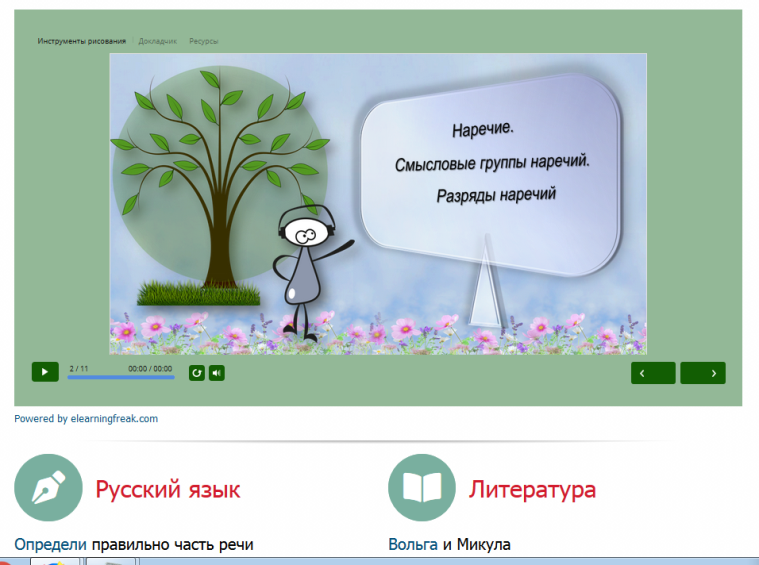 Инструменты рисования
Докладчик
Ресурсы
Наречие.
Смысловые группы наречий.
Разряды наречий
2 / 11
00:00 / 00:00
Powered by elearningfreak.com
Русский язык
Литература
Определи правильно часть речи
Вольга и Микула